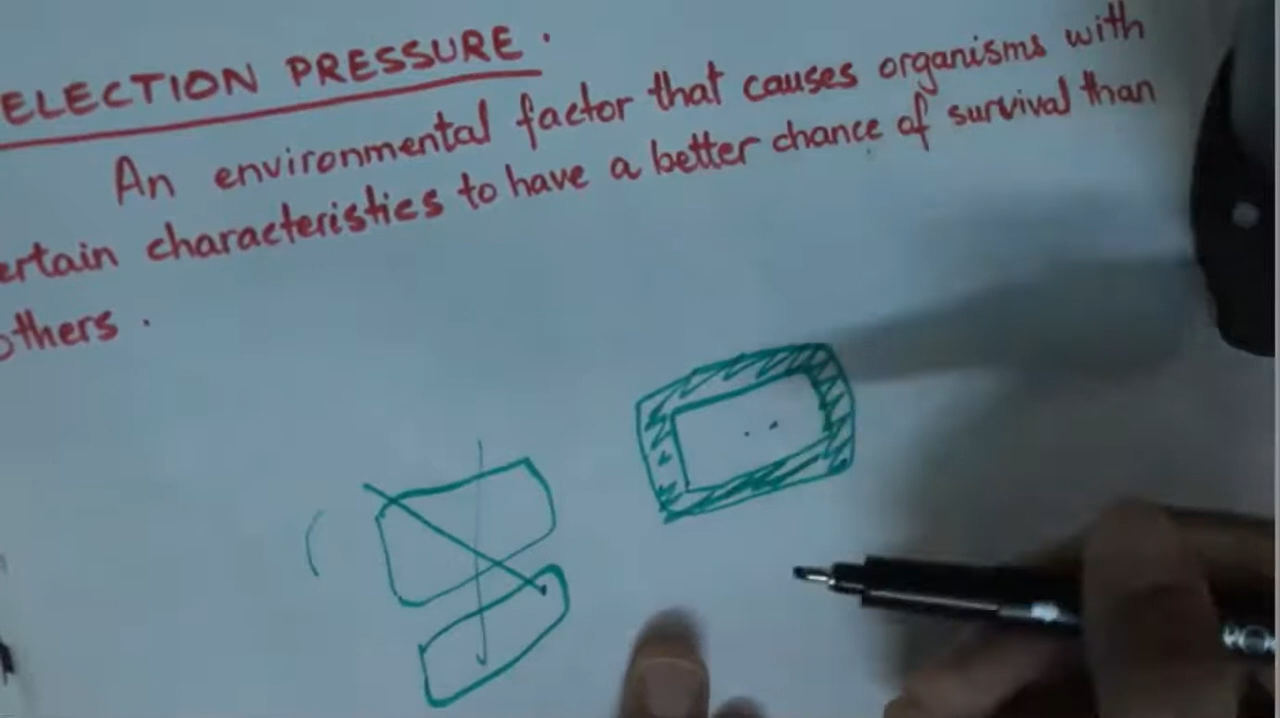 ELECTION PRESSURE.
An environmental factor that causes organisms with
ertain characteristics to have a better chance of survival than
others.